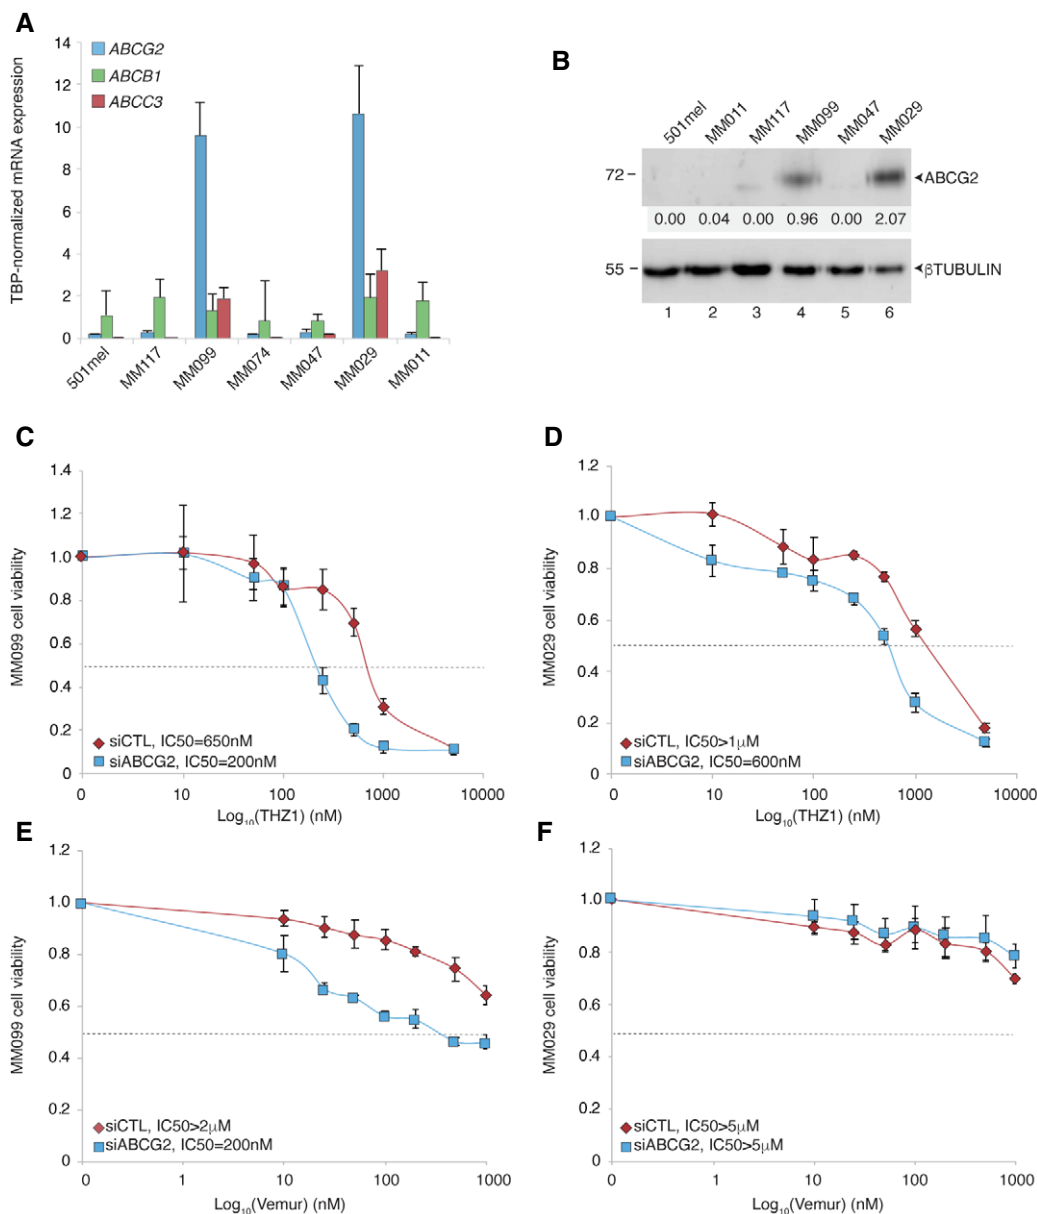 A
TBP-normalized mRNA expression
14
12
10
8
6
4
2
0
ABCG2
ABCB1
ABCC3
501mel
MM117
MM099
MM074
MM047
MM029
MM011
B
501mel
MM011
MM117
MM099
MM047
MM029
72
ABCG2
0.00 0.04 0.00 0.96 0.00 2.07
55
βTUBULIN
1 2 3 4 5 6
C
MM099 cell viability
1.4
1.2
1.0
0.8
0.6
0.4
0.2
0
siCTL, IC50=650nM
siABCG2, IC50=200nM
0 10 100 1000 10000
Log10(THZ1) (nM)
D
MM029 cell viability
1.2
1.0
0.8
0.6
0.4
0.2
0
siCTL, IC50>1μM
siABCG2, IC50=600nM
0 10 100 1000 10000
Log10(THZ1) (nM)
E
MM099 cell viability
1.2
1.0
0.8
0.6
0.4
0.2
0
siCTL, IC50>2μM
siABCG2, IC50=200nM
0 1 10 100 1000
Log10(Vemur) (nM)
F
MM029 cell viability
1.2
1.0
0.8
0.6
0.4
0.2
0
siCTL, IC50>5μM
siABCG2, IC50>5μM
0 1 10 100 1000
Log10(Vemur) (nM)